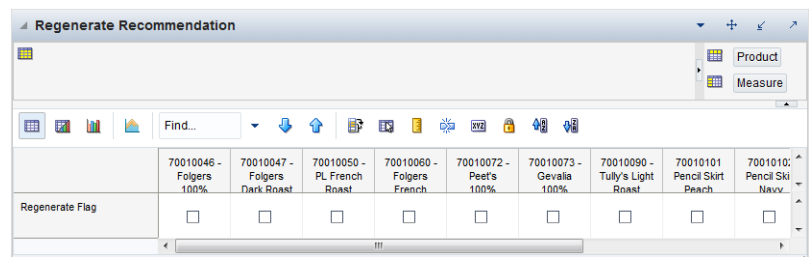 Regenerate Recommendation
Product
Measure
Find...
XYZ
70010046 -
Folgers
100%
70010047 -
Folgers
Dark Roast
70010050 -
PL French
Roast
70010060 -
Folgers
French
70010072 -
Peet's
100%
70010073 -
Gevalia
100%
70010090 -
Tully's Light
Roast
70010101
Pencil Skirt
Peach
7001010
Pencil Ski
Navy
Regenerate Flag